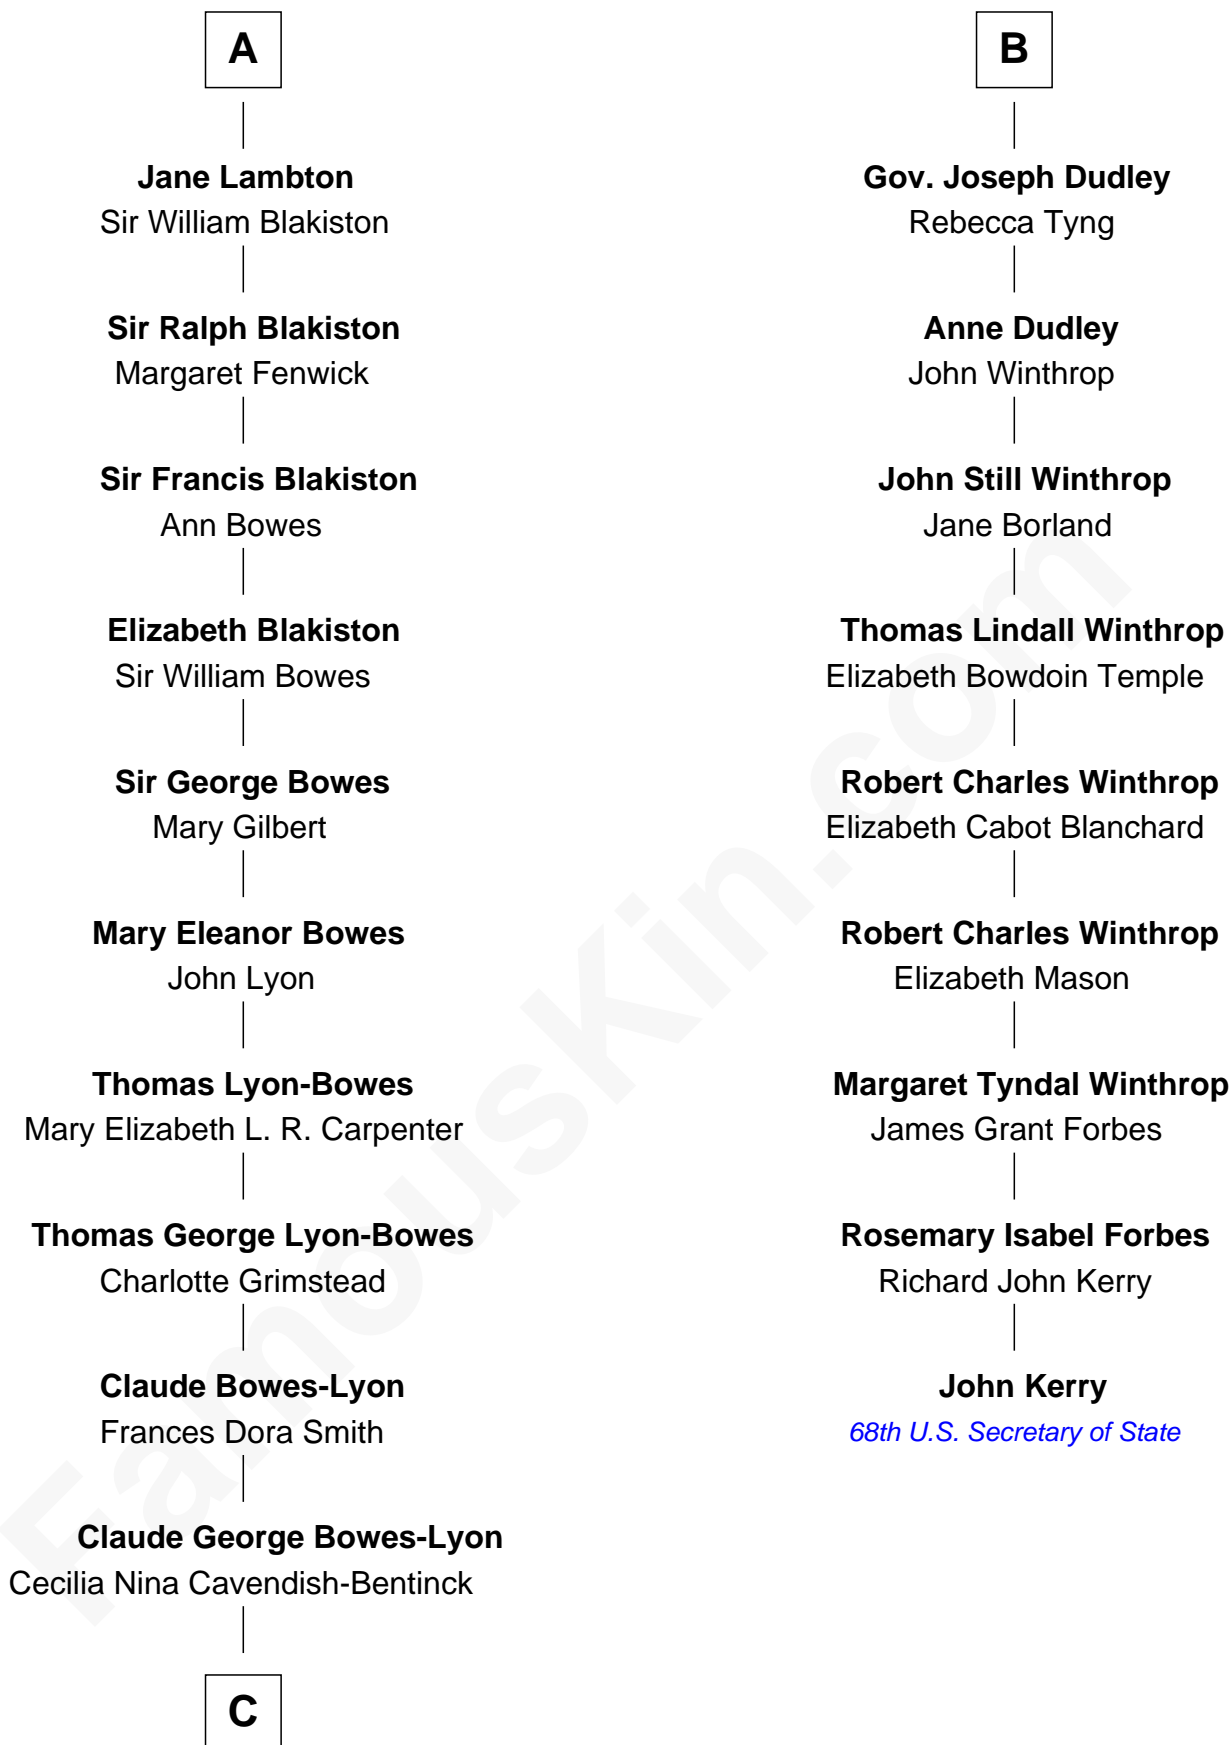 A
Jane Lambton
Sir William Blakiston
Sir Ralph Blakiston
Margaret Fenwick
Sir Francis Blakiston
Ann Bowes
Elizabeth Blakiston
Sir William Bowes
Sir George Bowes
Mary Gilbert
Mary Eleanor Bowes
John Lyon
Thomas Lyon-Bowes
Mary Elizabeth L. R. Carpenter
Thomas George Lyon-Bowes
Charlotte Grimstead
Claude Bowes-Lyon
Frances Dora Smith
Claude George Bowes-Lyon
Cecilia Nina Cavendish-Bentinck
C
B
Gov. Joseph Dudley
Rebecca Tyng
Anne Dudley
John Winthrop
John Still Winthrop
Jane Borland
Thomas Lindall Winthrop
Elizabeth Bowdoin Temple
Robert Charles Winthrop
Elizabeth Cabot Blanchard
Robert Charles Winthrop
Elizabeth Mason
Margaret Tyndal Winthrop
James Grant Forbes
Rosemary Isabel Forbes
Richard John Kerry
John Kerry
68th U.S. Secretary of State
FamousKin.com